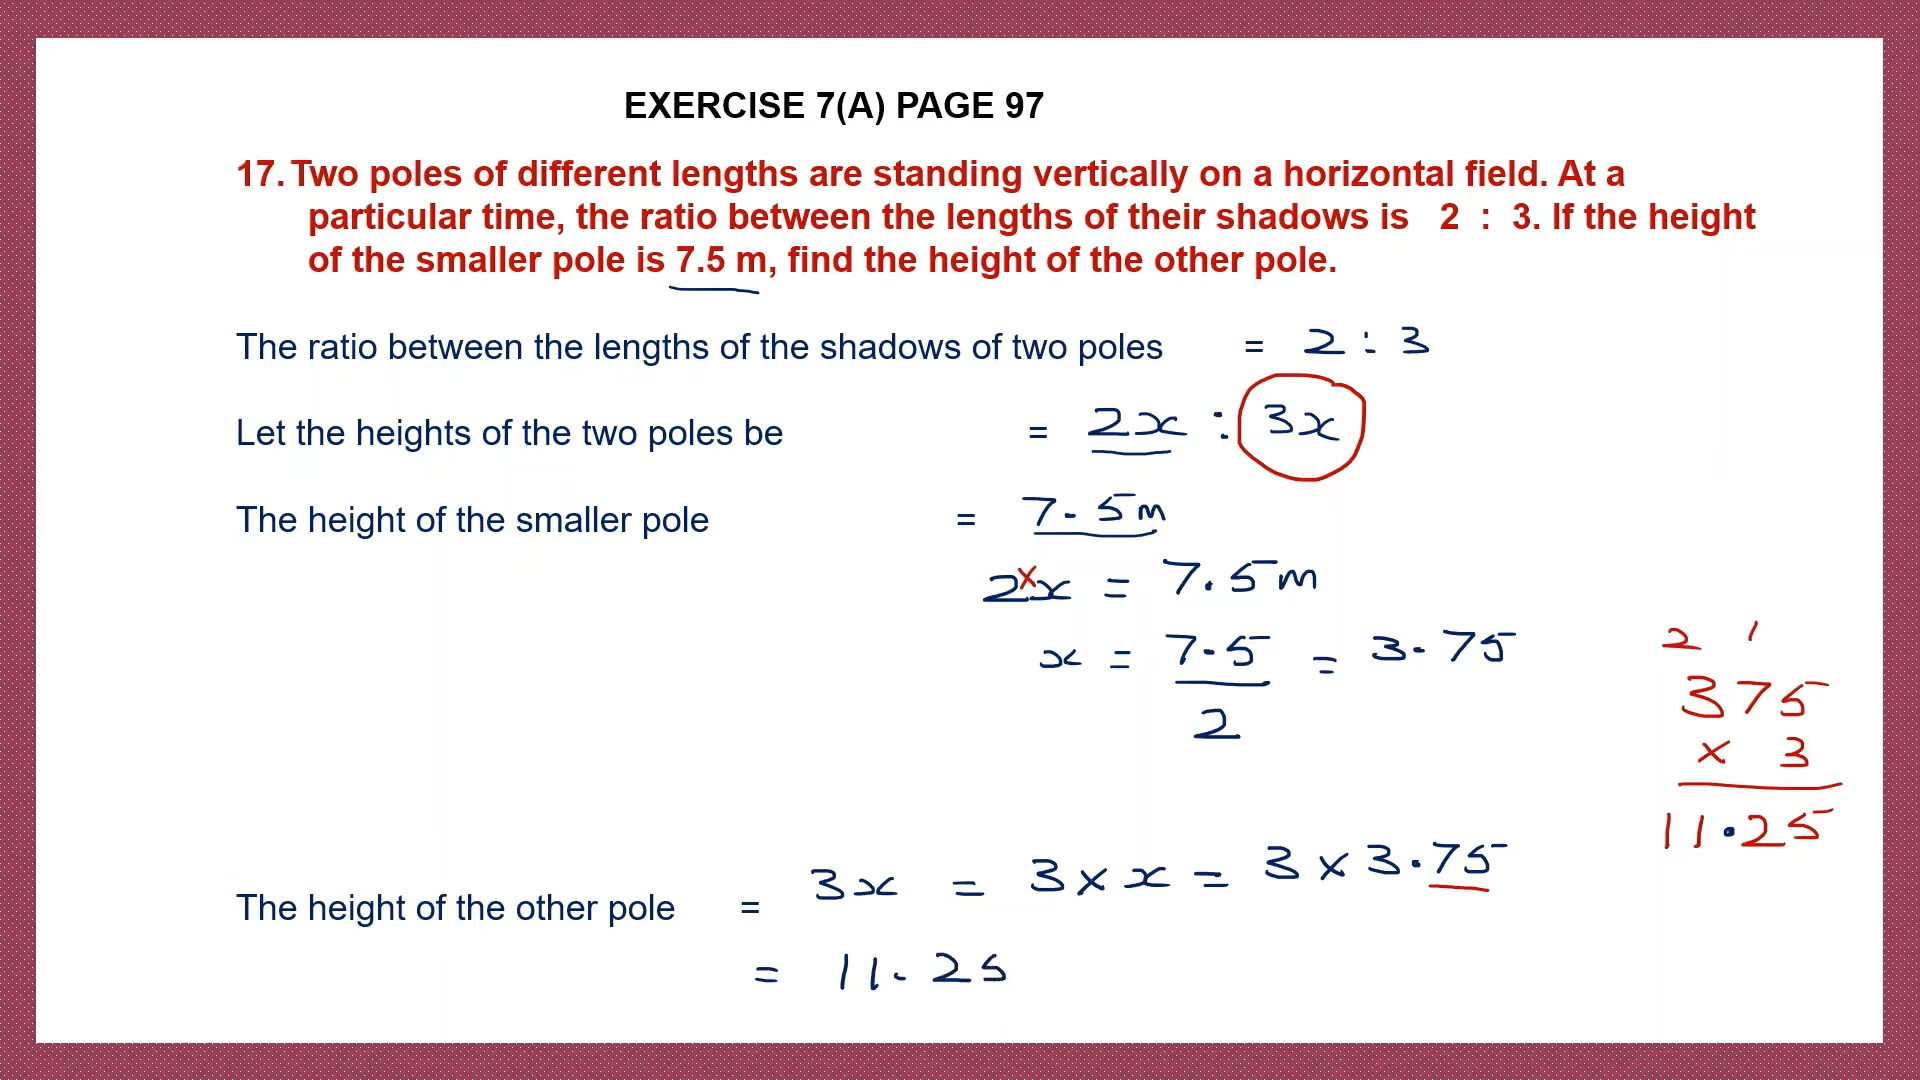 EXERCISE 7(A) PAGE 97
17. Two poles of different lengths are standing vertically on a horizontal field. At a
particular time, the ratio between the lengths of their shadows is 2 : 3. If the height
of the smaller pole is 7.5 m, find the height of the other pole.
The ratio between the lengths of the shadows of two poles = 2 : 3
Let the heights of the two poles be = 2x : 3x
The height of the smaller pole = 7.5 m
2 × x = 7.5 m
x = 7.5 / 2 = 3.75
2 1
375
× 3
11.25
The height of the other pole = 3x = 3 × x = 3 × 3.75
= 11.25